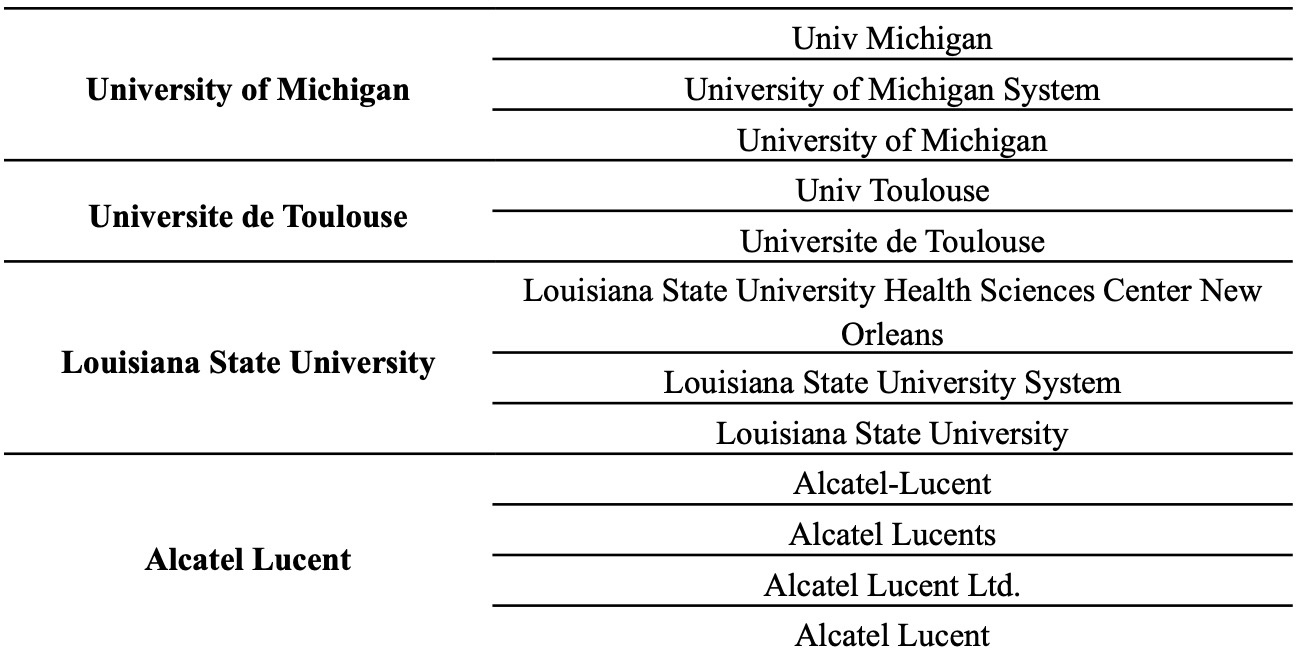 University of Michigan
Univ Michigan
University of Michigan System
University of Michigan
Universite de Toulouse
Univ Toulouse
Universite de Toulouse
Louisiana State University
Louisiana State University Health Sciences Center New
Orleans
Louisiana State University System
Louisiana State University
Alcatel Lucent
Alcatel-Lucent
Alcatel Lucents
Alcatel Lucent Ltd.
Alcatel Lucent